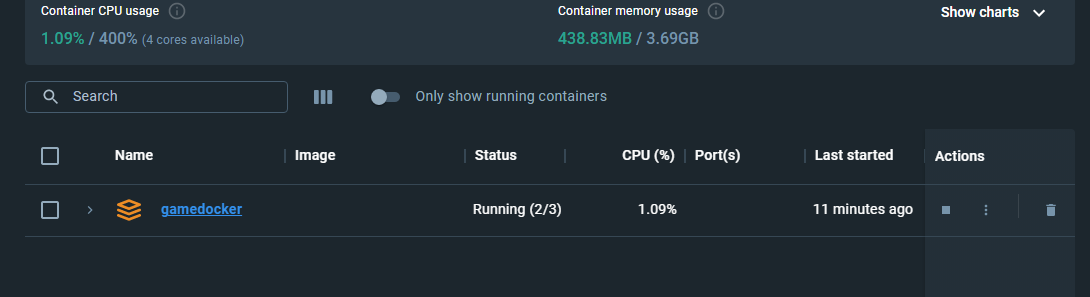 Container CPU usage
Container memory usage
Show charts
1.09% / 400% (4 cores available)
438.83MB / 3.69GB
Search
Only show running containers
Name Image Status CPU (%) Port(s) Last started Actions
gamedocker Running (2/3) 1.09% 11 minutes ago